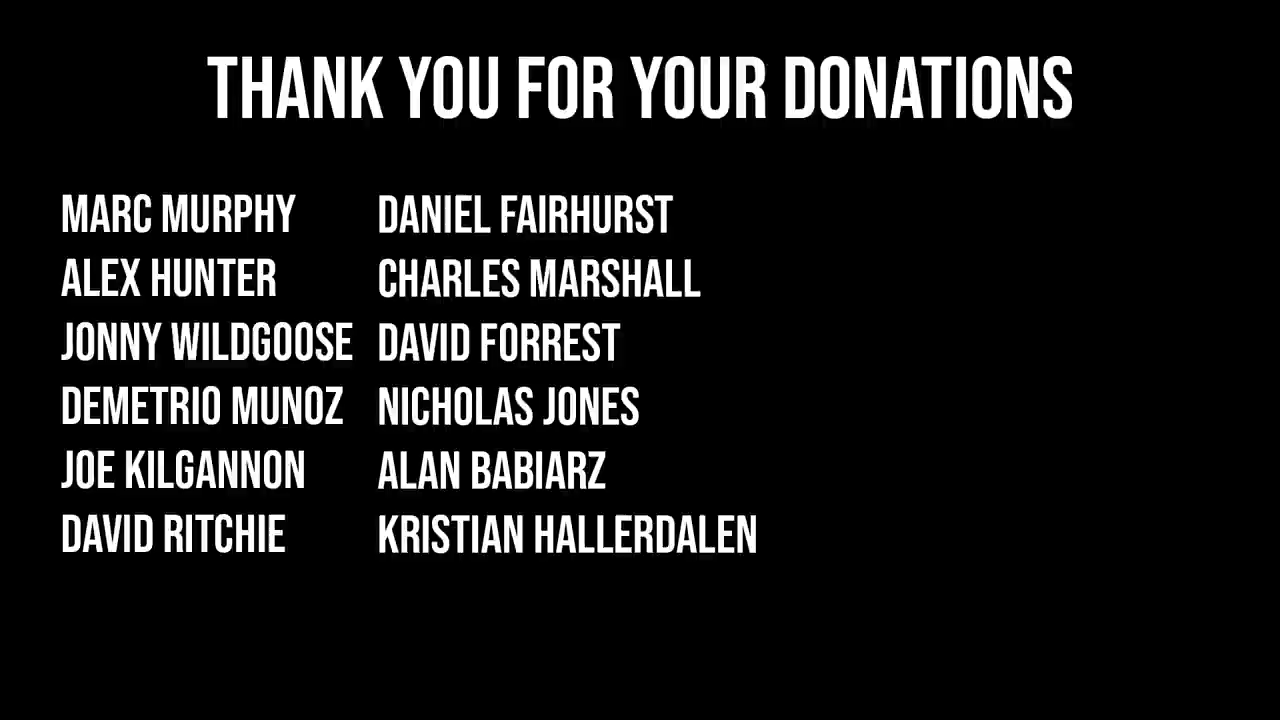 THANK YOU FOR YOUR DONATIONS
MARC MURPHY
ALEX HUNTER
JONNY WILDGOOSE
DEMETRIO MUNOZ
JOE KILGANNON
DAVID RITCHIE
DANIEL FAIRHURST
CHARLES MARSHALL
DAVID FORREST
NICHOLAS JONES
ALAN BABIARZ
KRISTIAN HALLERDALEN